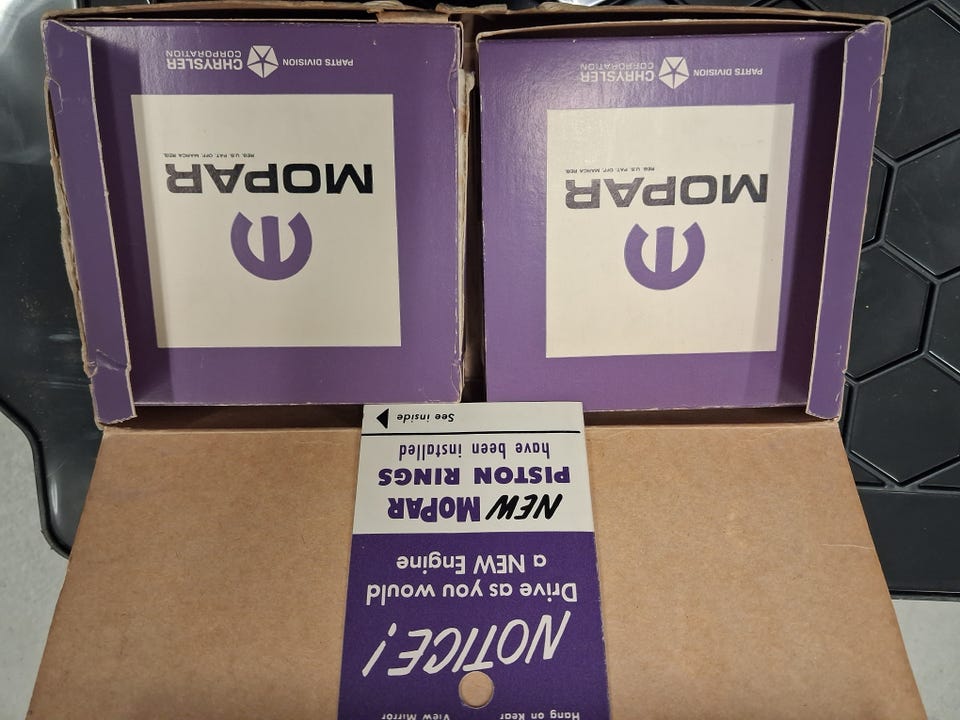 Hang on Rear
View Mirror
NOTICE!
Drive as you would
a NEW Engine
NEW MOPAR
PISTON RINGS
have been installed
See inside
MOPAR
REG. U.S. PAT. OFF. MARCA REG.
PARTS DIVISION
CHRYSLER
CORPORATION
MOPAR
REG. U.S. PAT. OFF. MARCA REG.
PARTS DIVISION
CHRYSLER
CORPORATION